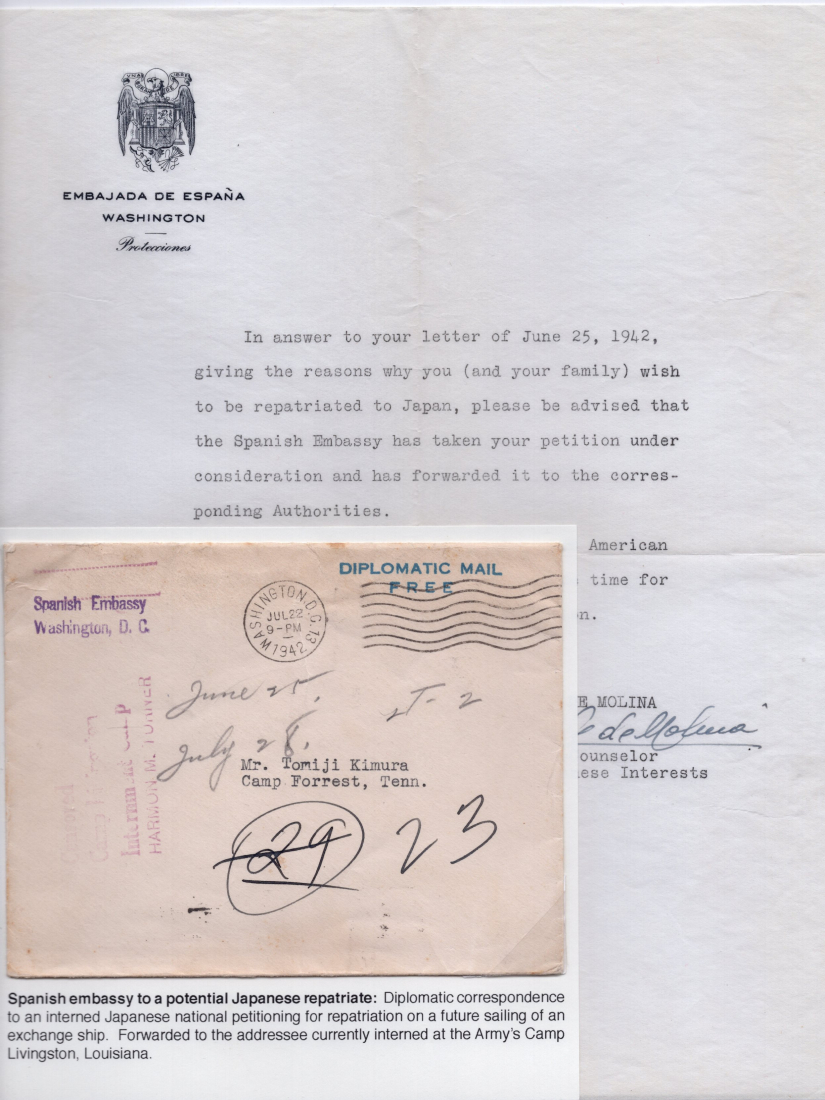 EMBAJADA DE ESPAÑA
WASHINGTON
Protecciones
In answer to your letter of June 25, 1942,
giving the reasons why you (and your family) wish
to be repatriated to Japan, please be advised that
the Spanish Embassy has taken your petition under
consideration and has forwarded it to the corres-
ponding Authorities.
American
time for
n.
E MOLINA
de Molina
ounselor
ese Interests
DIPLOMATIC MAIL
FREE
Spanish Embassy
Washington, D. C.
WASHINGTON, D.C. 13
JUL 22
9-PM
1942
June 25.
July 28.
Mr. Tomiji Kimura
Camp Forrest, Tenn.
29 23
Internment Camp
HARMON M. TURNER
Spanish embassy to a potential Japanese repatriate: Diplomatic correspondence
to an interned Japanese national petitioning for repatriation on a future sailing of an
exchange ship. Forwarded to the addressee currently interned at the Army's Camp
Livingston, Louisiana.